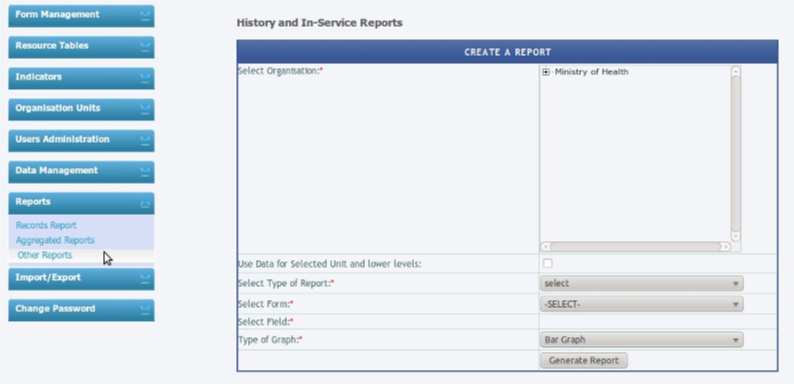 Form Management
Resource Tables
Indicators
Organisation Units
Users Administration
Data Management
Reports
Records Report
Aggregated Reports
Other Reports
Import/Export
Change Password
History and In-Service Reports
CREATE A REPORT
Select Organisation:*
Ministry of Health
Use Data for Selected Unit and lower levels:
Select Type of Report:* select
Select Form:* -SELECT-
Select Field:*
Type of Graph:* Bar Graph
Generate Report